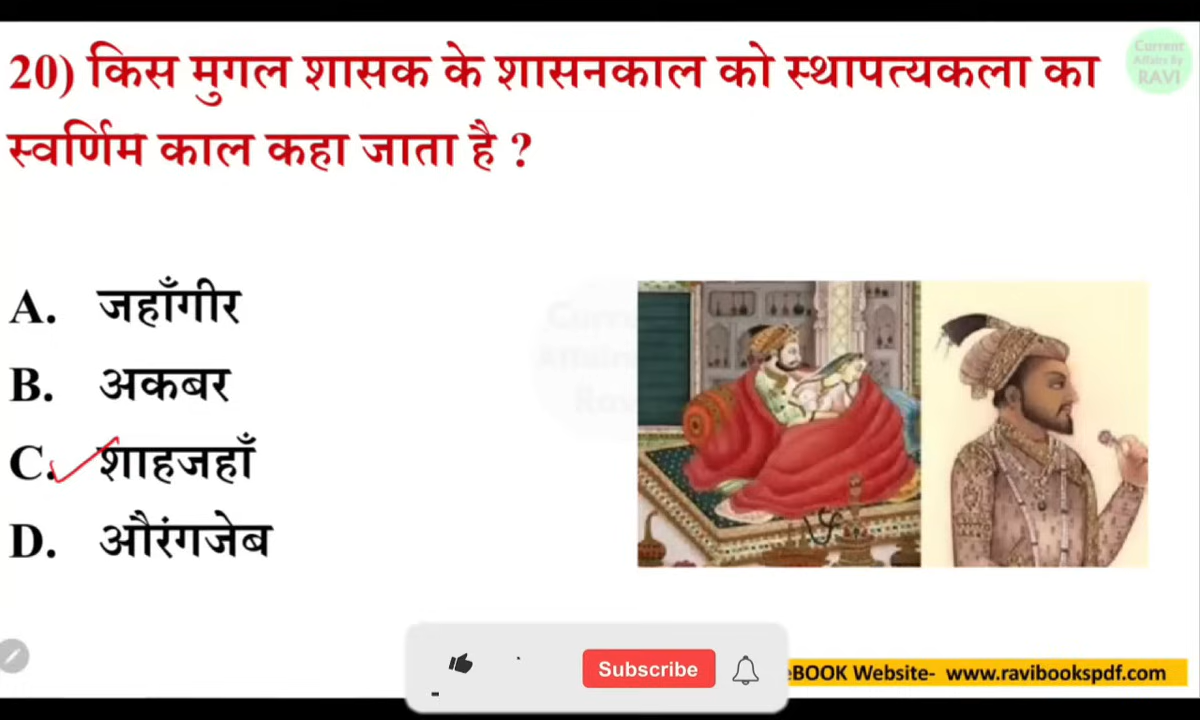 20) किस मुगल शासक के शासनकाल को स्थापत्यकला का
स्वर्णिम काल कहा जाता है ?
Current
Affairs By
RAVI
A. जहाँगीर
B. अकबर
C. शाहजहाँ
D. औरंगजेब
Subscribe
eBOOK Website- www.ravibookspdf.com